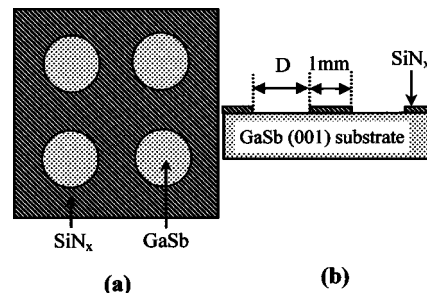 D
1mm
SiNx
GaSb (001) substrate
SiNx
GaSb
(a)
(b)